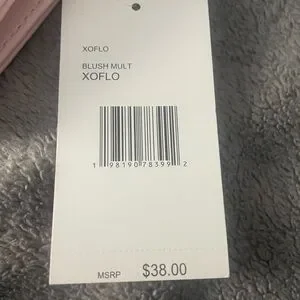 XOFLO
BLUSH MULT
XOFLO
1 98190 78399 2
MSRP $38.00